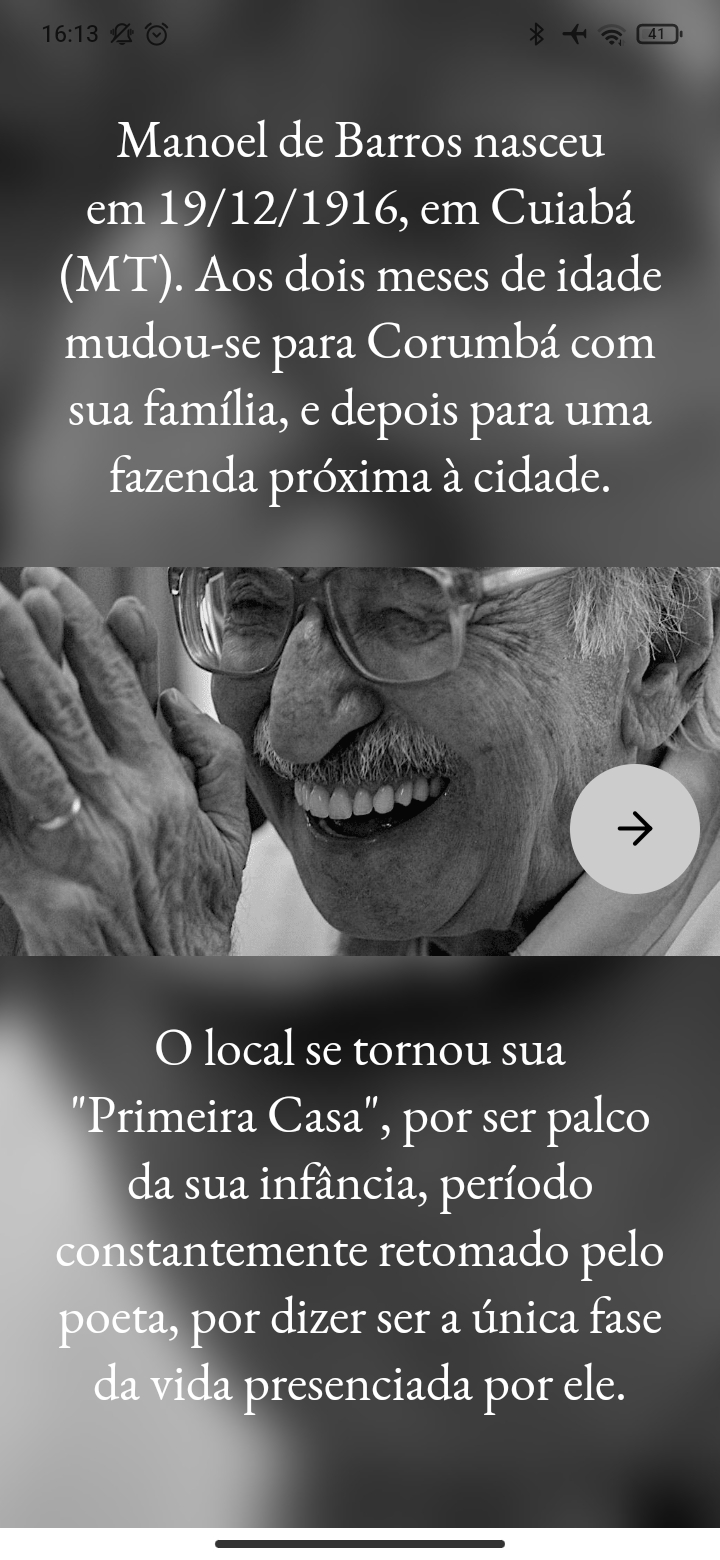 16:13
41
Manoel de Barros nasceu
em 19/12/1916, em Cuiabá
(MT). Aos dois meses de idade
mudou-se para Corumbá com
sua família, e depois para uma
fazenda próxima à cidade.
O local se tornou sua
"Primeira Casa", por ser palco
da sua infância, período
constantemente retomado pelo
poeta, por dizer ser a única fase
da vida presenciada por ele.